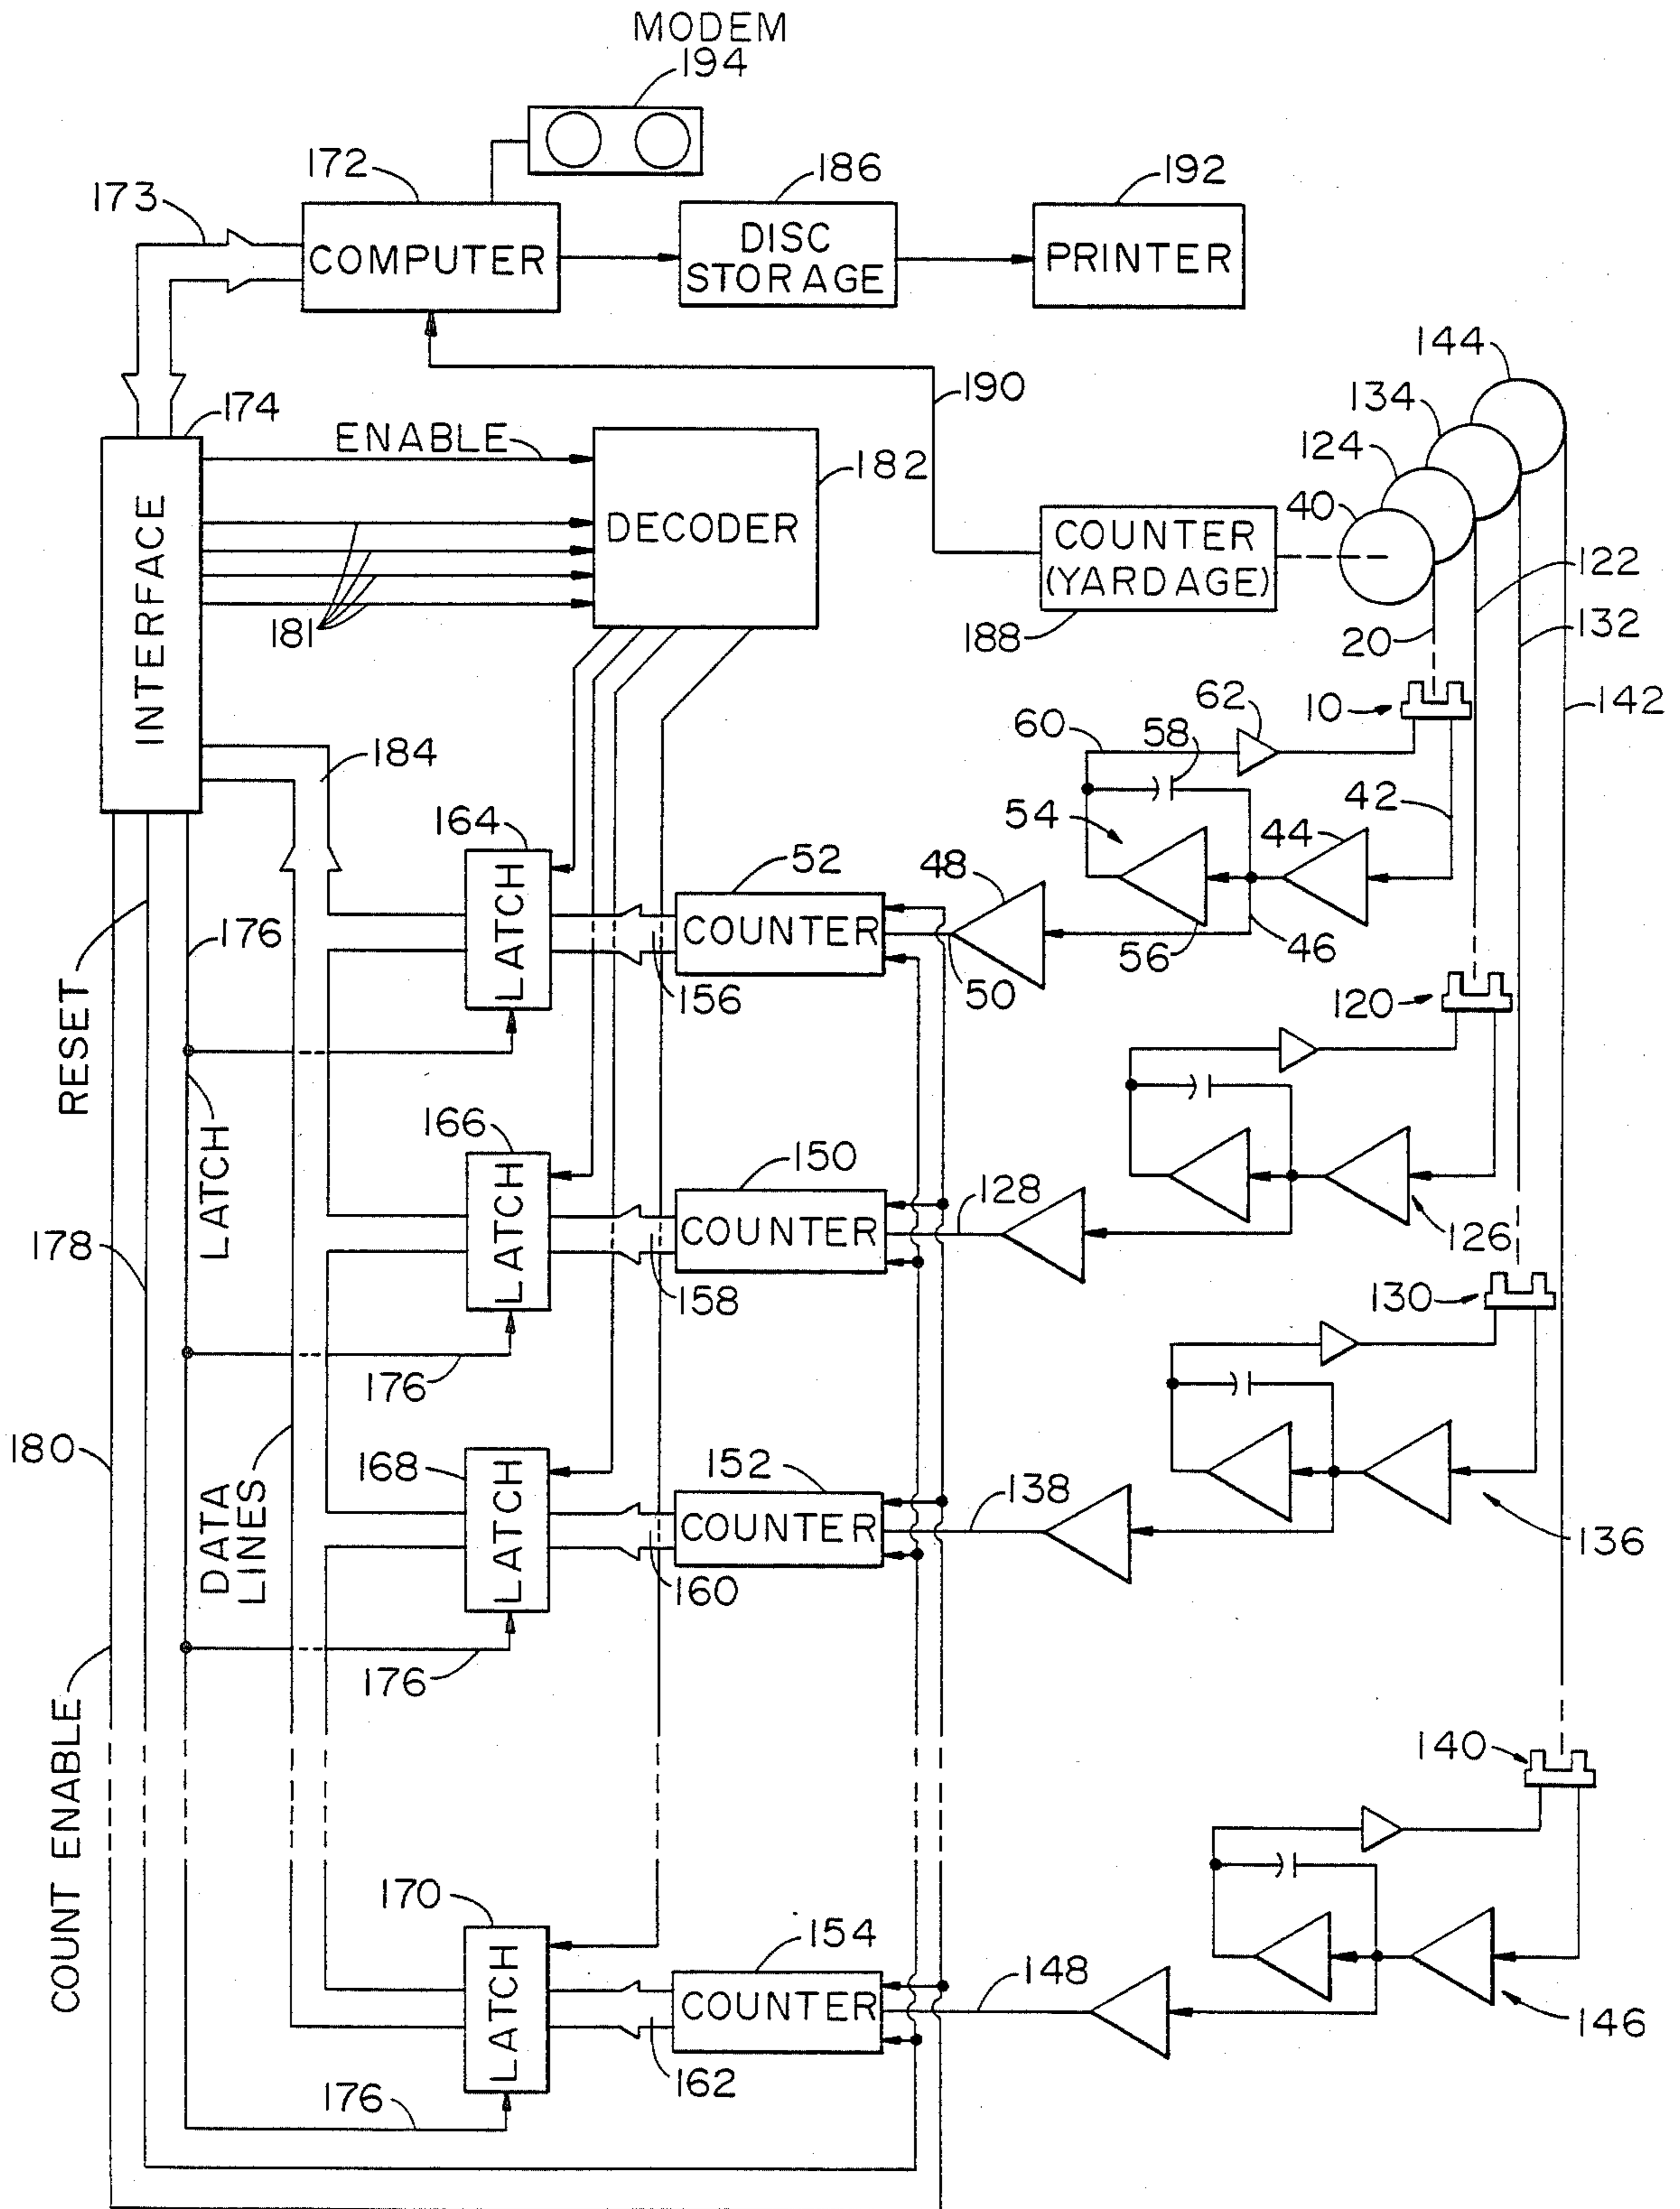 MODEM
194
172
186
192
173
COMPUTER
DISC
STORAGE
PRINTER
144
174
190
134
ENABLE
124
182
40
INTERFACE
DECODER
COUNTER
(YARDAGE)
122
181
188
20
132
10
142
62
60
58
184
42
164
54
44
52
48
LATCH
COUNTER
176
56
46
156
50
120
RESET
LATCH
166
150
128
126
178
LATCH
COUNTER
158
130
176
180
168
152
138
DATA
LINES
LATCH
COUNTER
136
160
176
COUNT ENABLE
140
170
154
148
LATCH
COUNTER
146
162
176